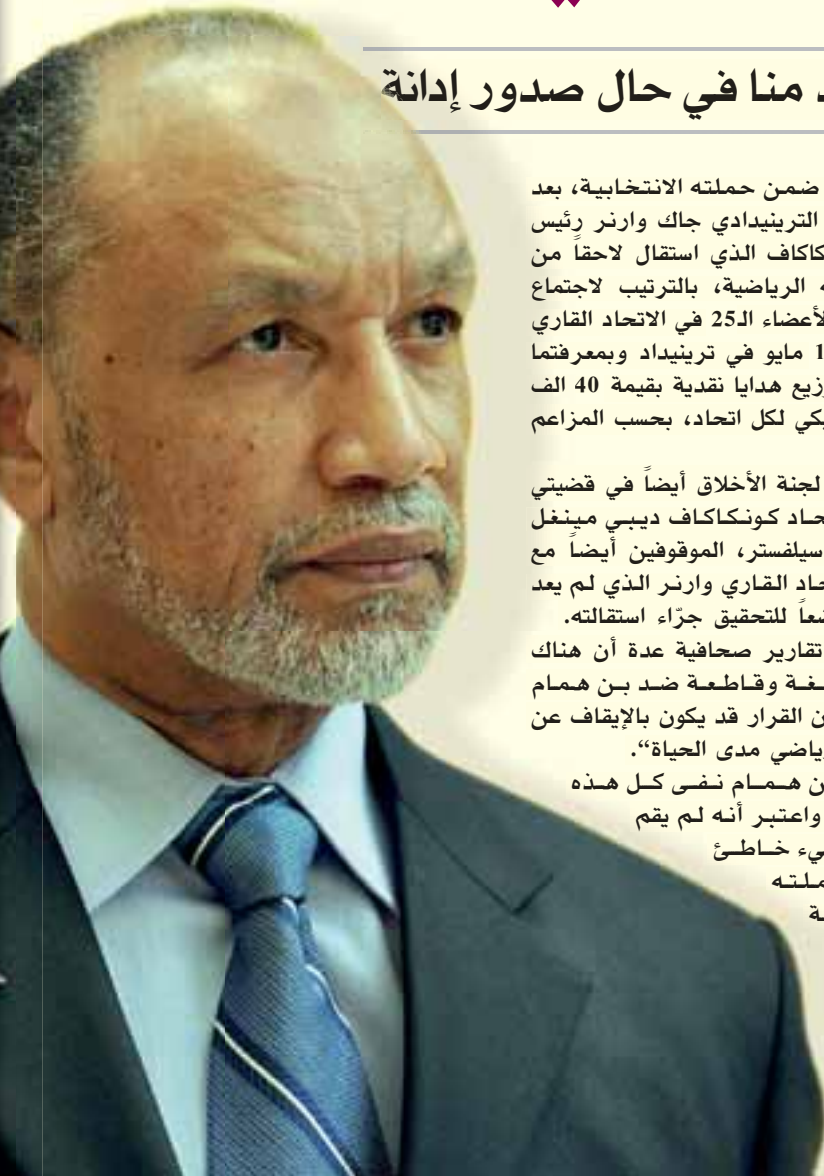 منا في حال صدور إدانة
ضمن حملته الانتخابية، بعد
الترينيدادي جاك وارنر رئيس
كاكاف الذي استقال لاحقاً من
الرياضية، بالترتيب لاجتماع
لأعضاء الـ25 في الاتحاد القاري
1 مايو في ترينيداد وبمعرفتما
زيع هدايا نقدية بقيمة 40 الف
يكي لكل اتحاد، بحسب المزاعم
لجنة الأخلاق أيضاً في قضيتي
حاد كونكاكاف ديبي مينغل
سيلفستر، الموقوفين أيضاً مع
حاد القاري وارنر الذي لم يعد
ضعاً للتحقيق جرّاء استقالته.
تقارير صحافية عدة أن هناك
غة وقاطعة ضد بن همام
ن القرار قد يكون بالإيقاف عن
رياضي مدى الحياة“.
ن همام نفى كل هذه
واعتبر أنه لم يقم
يء خاطئ
ملته
ة